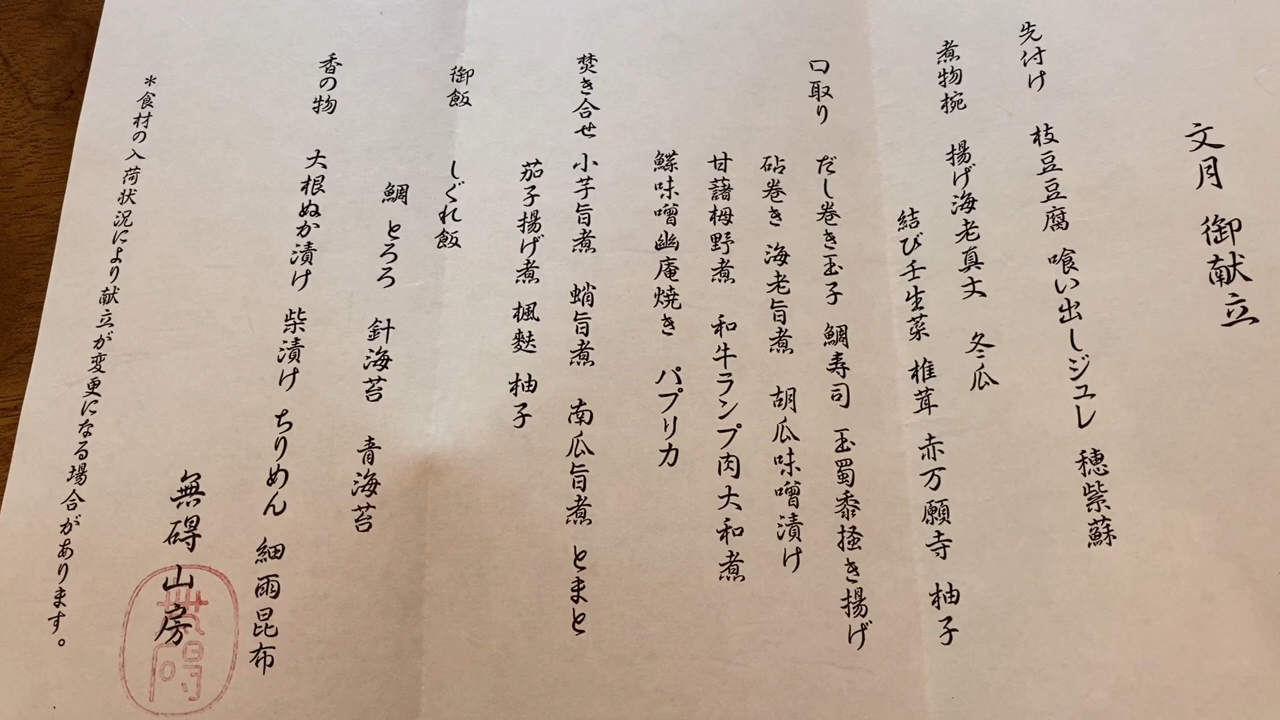 文月 御献立
先付け 枝豆豆腐 喰い出しジュレ 穂紫蘇
煮物椀 揚げ海老真丈 冬瓜
結び壬生菜 椎茸 赤万願寺 柚子
口取り だし巻き玉子 鯛寿司 玉蜀黍掻き揚げ
砧巻き 海老旨煮 胡瓜味噌漬け
甘藷栂野煮 和牛ランプ肉大和煮
鰈味噌幽庵焼き パプリカ
焚き合せ 小芋旨煮 蛸旨煮 南瓜旨煮 とまと
茄子揚げ煮 楓麩 柚子
御飯 しぐれ飯
鯛 とろろ 針海苔 青海苔
香の物 大根ぬか漬け 柴漬け ちりめん 細雨昆布
無碍山房
無碍
＊食材の入荷状況により献立が変更になる場合があります。